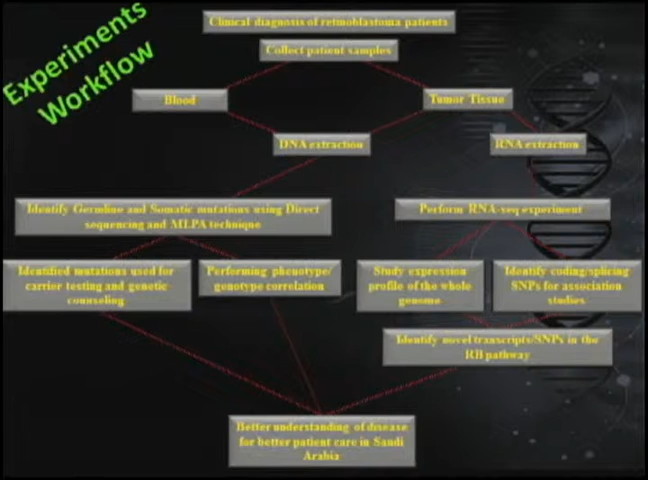 Experiments
Workflow
Clinical diagnosis of retinoblastoma patients
Collect patient samples
Blood
Tumor Tissue
DNA extraction
RNA extraction
Identify Germline and Somatic mutations using Direct
sequencing and MLPA technique
Perform RNA-seq experiment
Identified mutations used for
carrier testing and genetic
counseling
Performing phenotype/
genotype correlation
Study expression
profile of the whole
genome
Identify coding/splicing
SNPs for association
studies
Identify novel transcripts/SNPs in the
RB pathway
Better understanding of disease
for better patient care in Saudi
Arabia